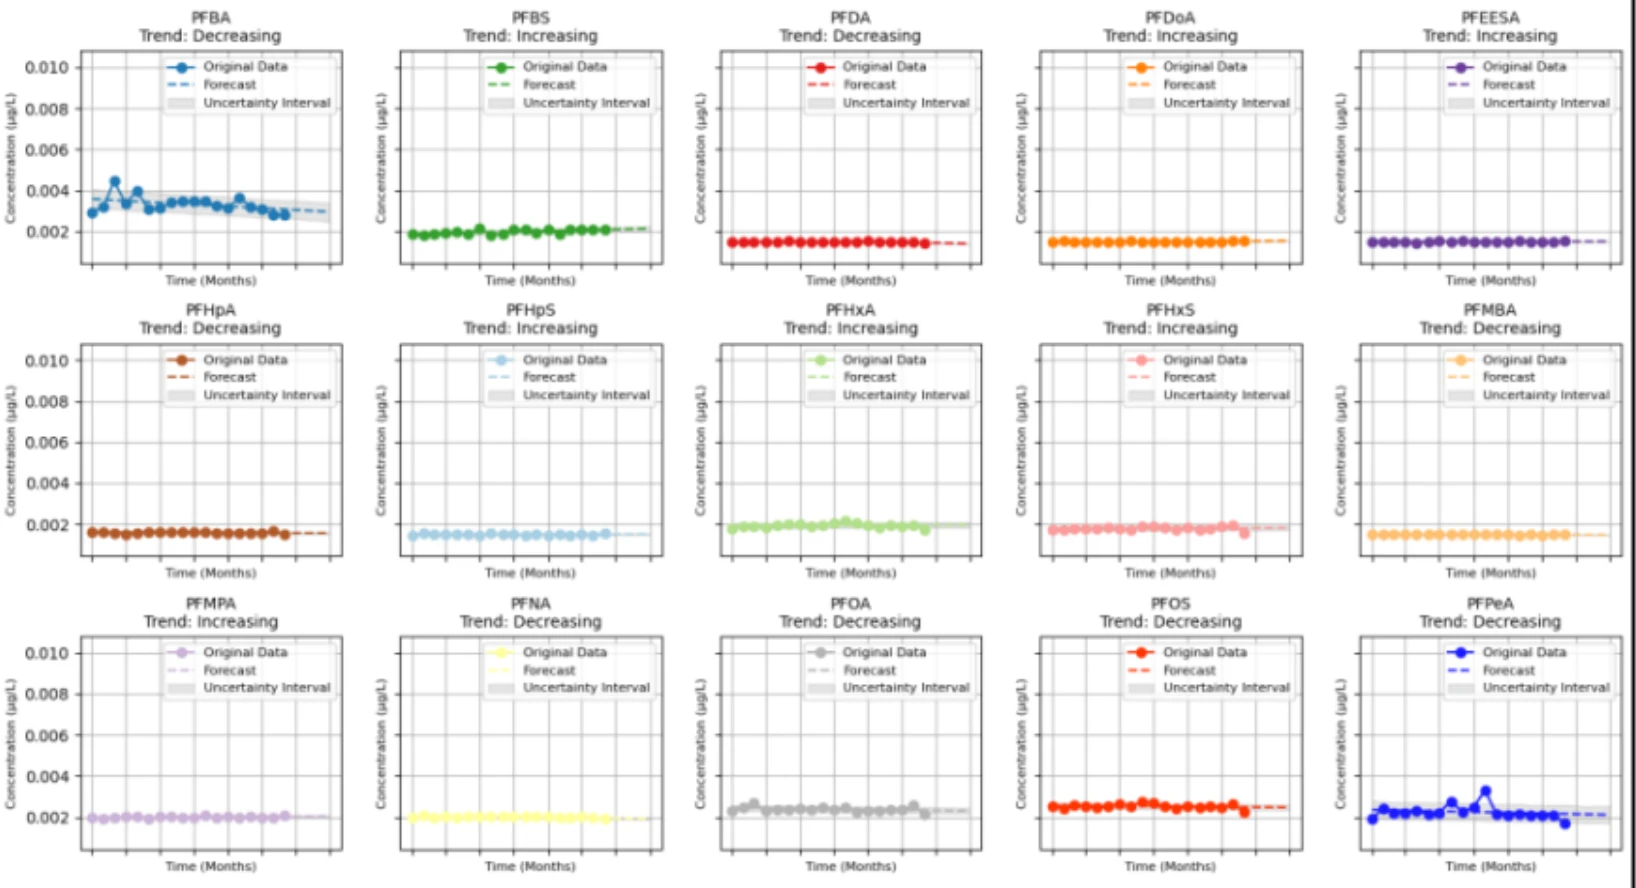 PFBA
Trend: Decreasing
PFBS
Trend: Increasing
PFDA
Trend: Decreasing
PFDoA
Trend: Increasing
PFEESA
Trend: Increasing
Original Data
Forecast
Uncertainty Interval
Original Data
Forecast
Uncertainty Interval
Original Data
Forecast
Uncertainty Interval
Original Data
Forecast
Uncertainty Interval
Original Data
Forecast
Uncertainty Interval
0.010
0.008
0.006
0.004
0.002
Concentration (µg/L)
Concentration (µg/L)
Concentration (µg/L)
Concentration (µg/L)
Concentration (µg/L)
Time (Months)
Time (Months)
Time (Months)
Time (Months)
Time (Months)
PFHpA
Trend: Decreasing
PFHpS
Trend: Increasing
PFHxA
Trend: Increasing
PFHxS
Trend: Increasing
PFMBA
Trend: Decreasing
Original Data
Forecast
Uncertainty Interval
Original Data
Forecast
Uncertainty Interval
Original Data
Forecast
Uncertainty Interval
Original Data
Forecast
Uncertainty Interval
Original Data
Forecast
Uncertainty Interval
0.010
0.008
0.006
0.004
0.002
Concentration (µg/L)
Concentration (µg/L)
Concentration (µg/L)
Concentration (µg/L)
Concentration (µg/L)
Time (Months)
Time (Months)
Time (Months)
Time (Months)
Time (Months)
PFMPA
Trend: Increasing
PFNA
Trend: Decreasing
PFOA
Trend: Decreasing
PFOS
Trend: Decreasing
PFPeA
Trend: Decreasing
Original Data
Forecast
Uncertainty Interval
Original Data
Forecast
Uncertainty Interval
Original Data
Forecast
Uncertainty Interval
Original Data
Forecast
Uncertainty Interval
Original Data
Forecast
Uncertainty Interval
0.010
0.008
0.006
0.004
0.002
Concentration (µg/L)
Concentration (µg/L)
Concentration (µg/L)
Concentration (µg/L)
Concentration (µg/L)
Time (Months)
Time (Months)
Time (Months)
Time (Months)
Time (Months)